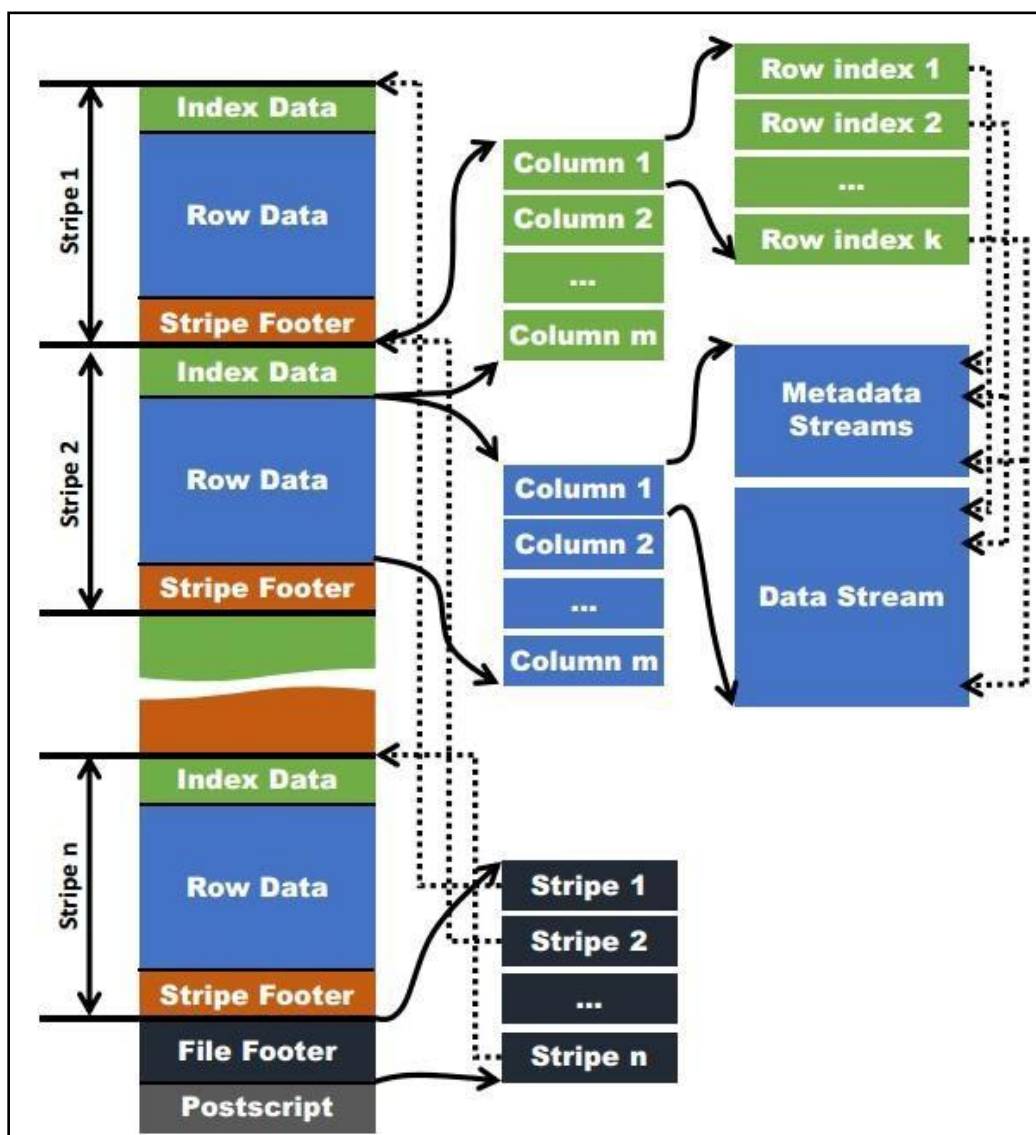 Stripe 1
Index Data
Row Data
Stripe Footer
Stripe 2
Index Data
Row Data
Stripe Footer
Stripe n
Index Data
Row Data
Stripe Footer
File Footer
Postscript
Column 1
Column 2
...
Column m
Column 1
Column 2
...
Column m
Stripe 1
Stripe 2
...
Stripe n
Row index 1
Row index 2
...
Row index k
Metadata
Streams
Data Stream